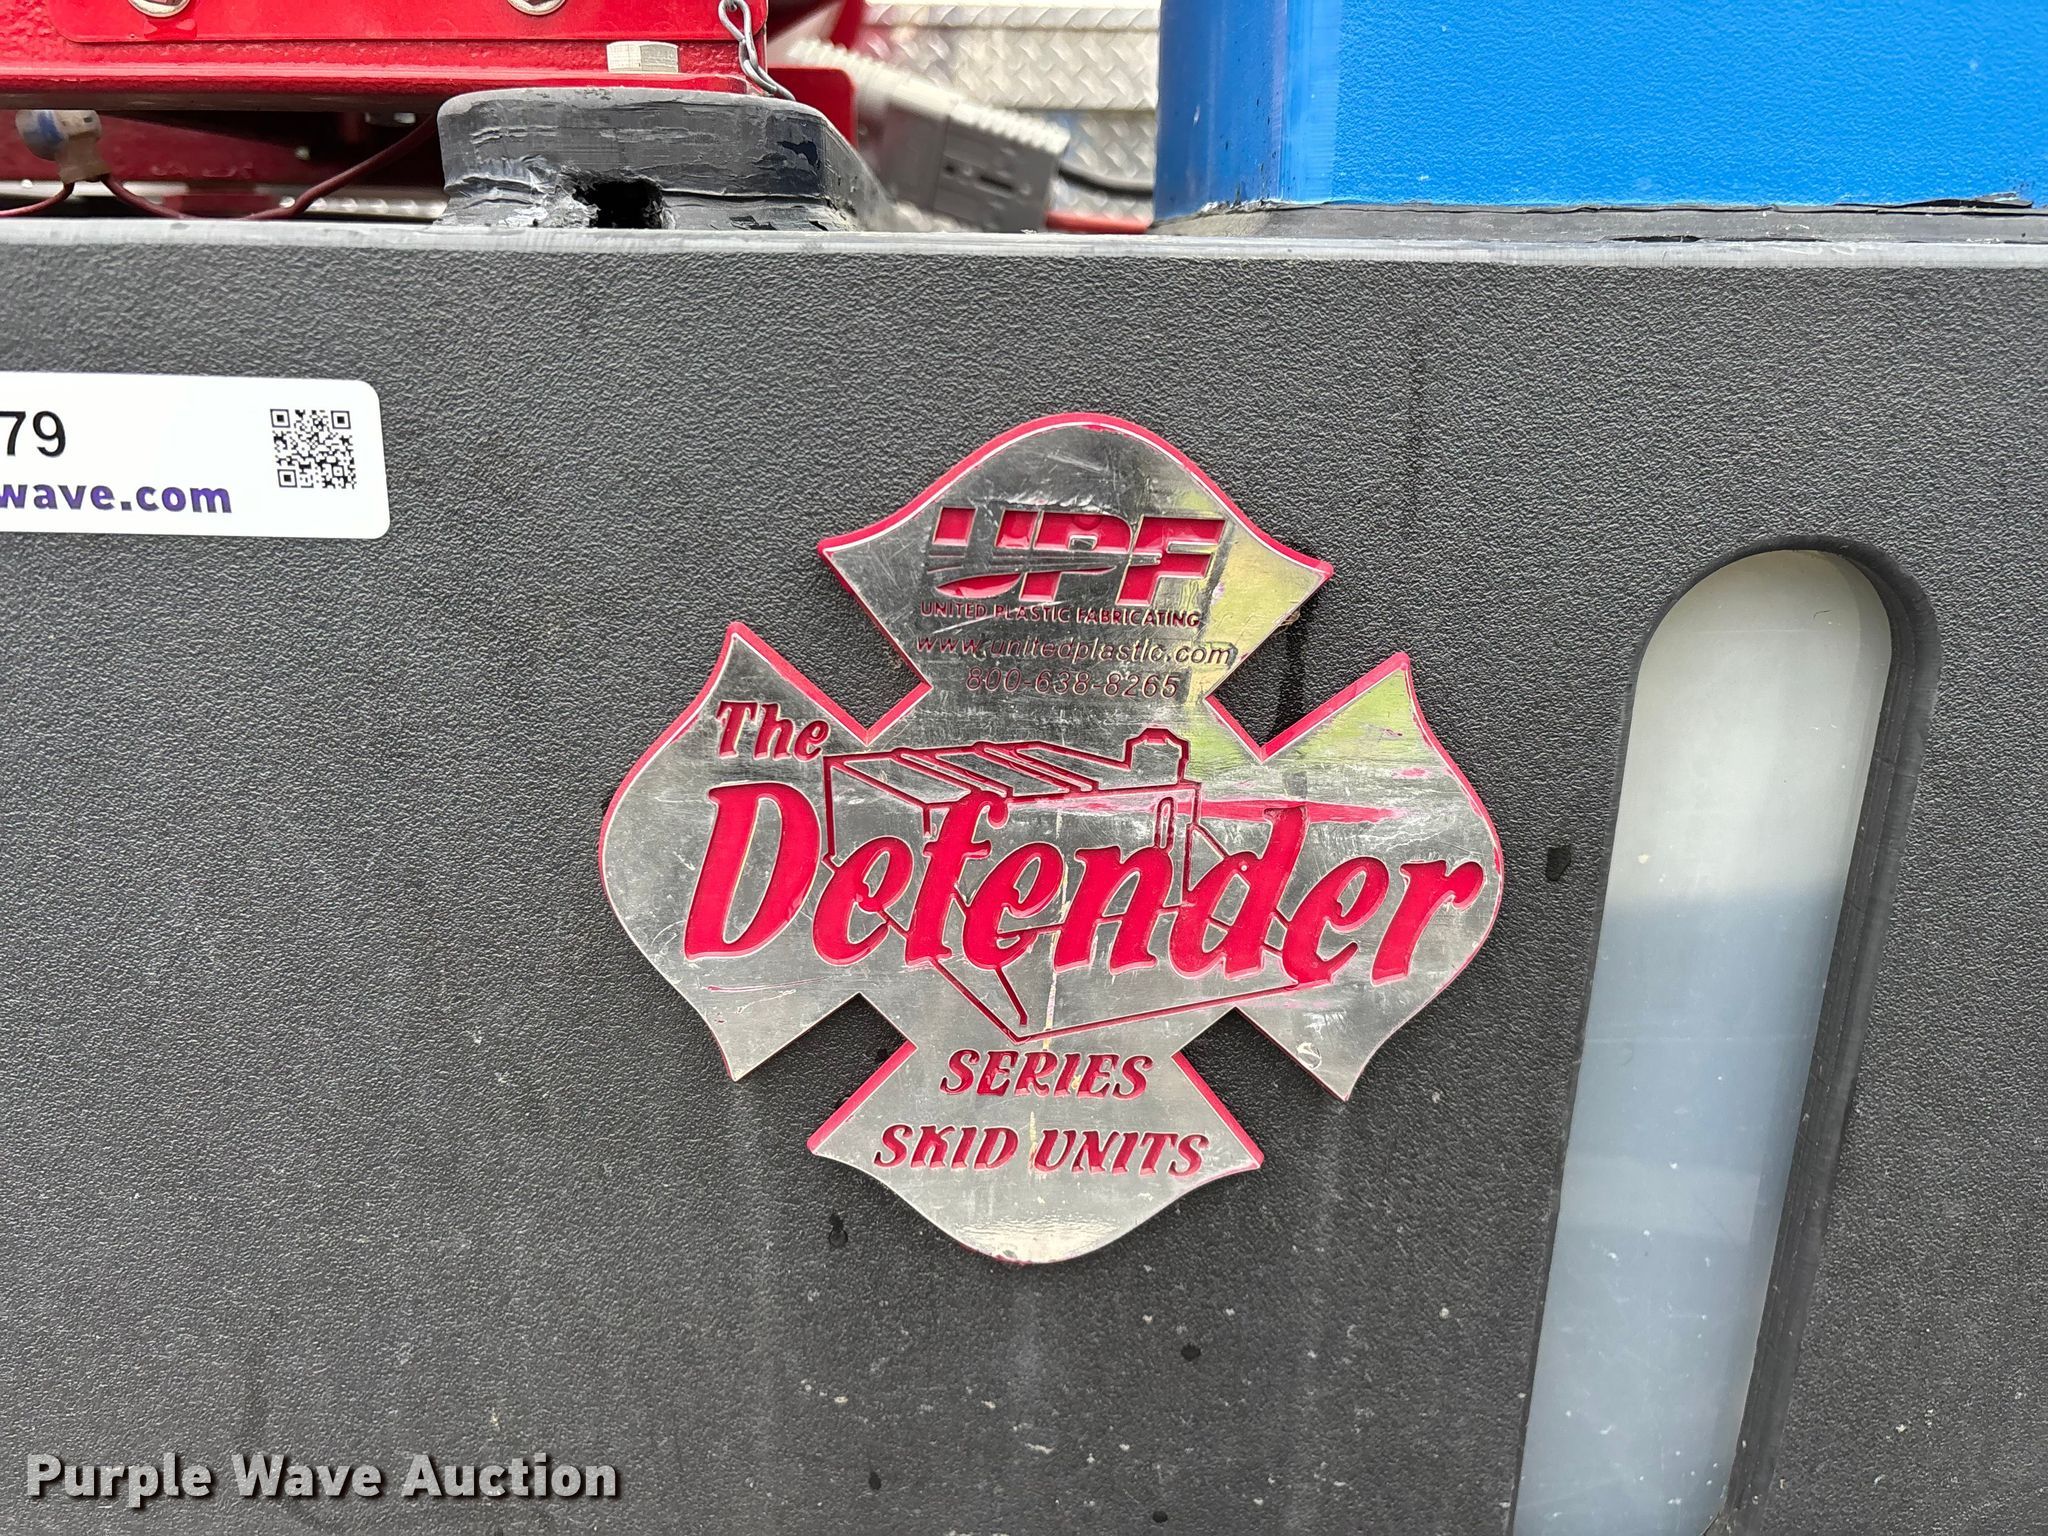 79
wave.com
UPF
UNITED PLASTIC FABRICATING
www.unitedplastic.com
800-638-8265
The
Defender
SERIES
SKID UNITS
Purple Wave Auction